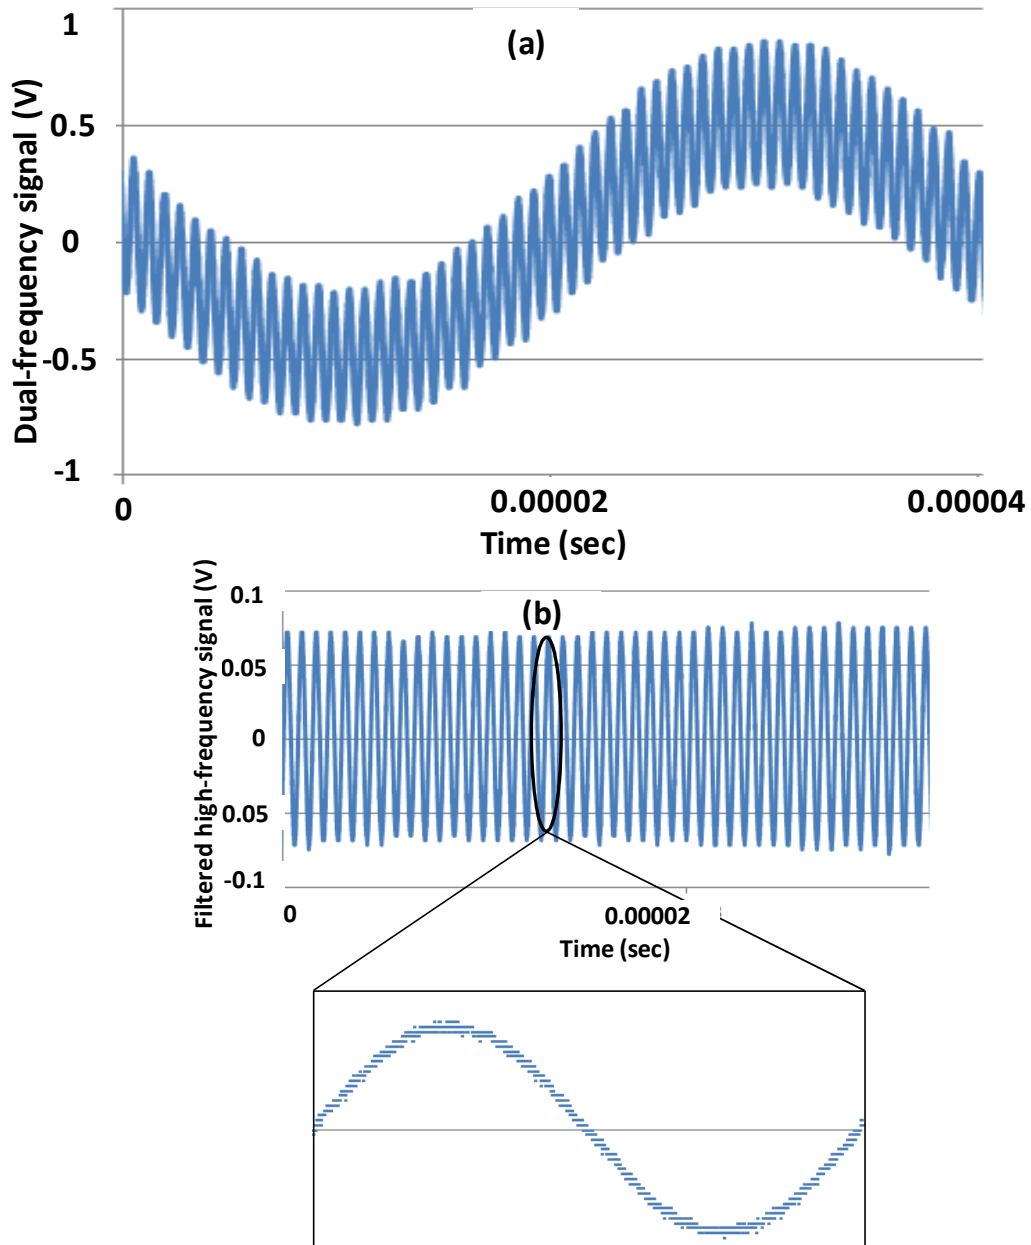 (a)
Dual-frequency signal (V)
1
0.5
0
-0.5
-1
0
0.00002
0.00004
Time (sec)
(b)
Filtered high-frequency signal (V)
0.1
0.05
0
0.05
-0.1
0
0.00002
Time (sec)